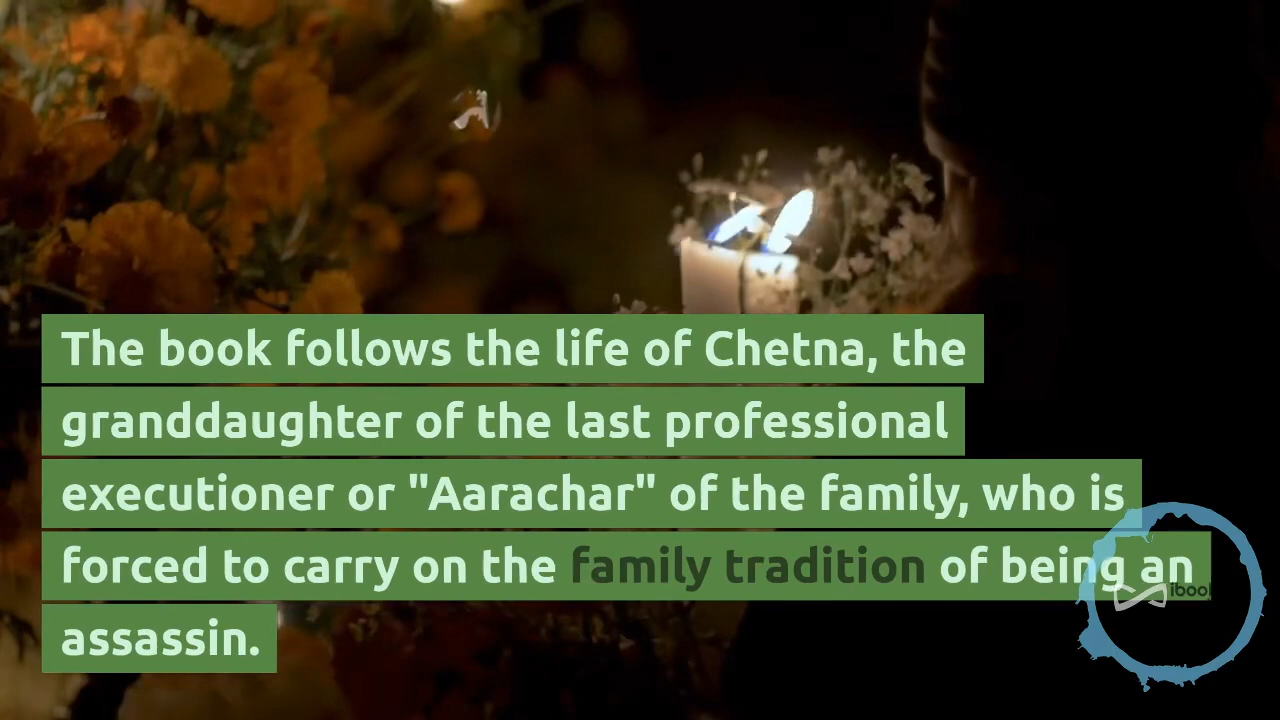 The book follows the life of Chetna, the
granddaughter of the last professional
executioner or "Aarachar" of the family, who is
forced to carry on the family tradition of being an
assassin.
iboo